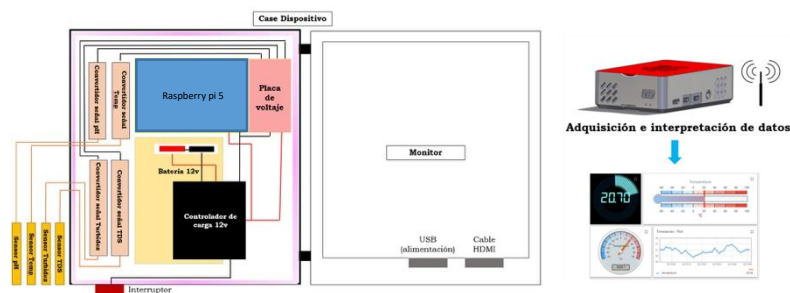 Case Dispositivo
Convertidor señal pH
Convertidor señal
Temp
Raspberry pi 5
Placa
de
voltaje
Bateria 12v
Convertidor señal Turbidez
Convertidor señal TDS
Controlador de
carga 12v
Sensor pH
Sensor Temp
Sensor Turbidez
Sensor TDS
Interruptor
Monitor
USB
(alimentación)
Cable
HDMI
Adquisición e interpretación de datos
20.70
Temperatura
°C